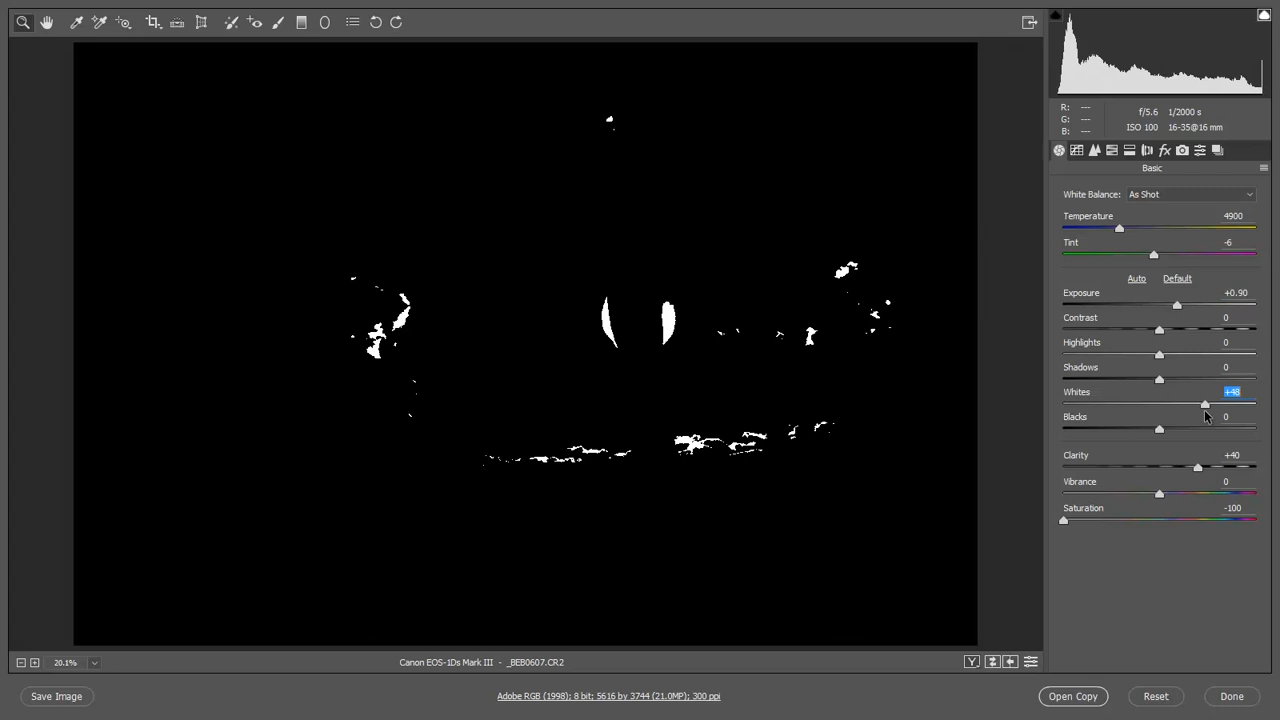 R: ---
G: ---
B: ---
f/5.6 1/2000 s
ISO 100 16-35@16 mm
fx
Basic
White Balance: As Shot
Temperature 4900
Tint -6
Auto Default
Exposure +0.90
Contrast 0
Highlights 0
Shadows 0
Whites +48
Blacks 0
Clarity +40
Vibrance 0
Saturation -100
20.1%
Canon EOS-1Ds Mark III - _BEB0607.CR2
Y
Save Image
Adobe RGB (1998); 8 bit; 5616 by 3744 (21.0MP); 300 ppi
Open Copy
Reset
Done